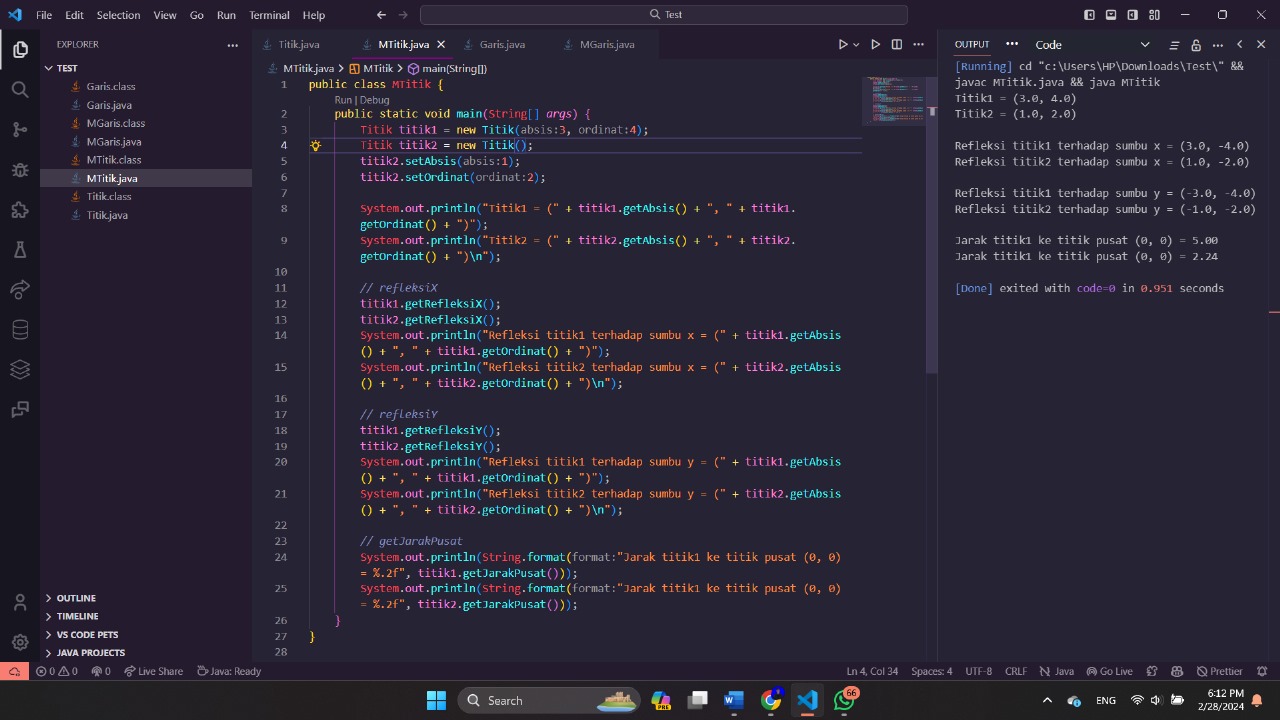 File Edit Selection View Go Run Terminal Help
Test
EXPLORER
TEST
Garis.class
Garis.java
MGaris.class
MGaris.java
MTitik.class
MTitik.java
Titik.class
Titik.java
OUTLINE
TIMELINE
VS CODE PETS
JAVA PROJECTS
Titik.java MTitik.java Garis.java MGaris.java
MTitik.java > MTitik > main(String[])
1 public class MTitik {
Run | Debug
2 public static void main(String[] args) {
3 Titik titik1 = new Titik(absis:3, ordinat:4);
4 Titik titik2 = new Titik();
5 titik2.setAbsis(absis:1);
6 titik2.setOrdinat(ordinat:2);
7
8 System.out.println("Titik1 = (" + titik1.getAbsis() + ", " + titik1.
getOrdinat() + ")");
9 System.out.println("Titik2 = (" + titik2.getAbsis() + ", " + titik2.
getOrdinat() + ")\n");
10
11 // refleksiX
12 titik1.getRefleksiX();
13 titik2.getRefleksiX();
14 System.out.println("Refleksi titik1 terhadap sumbu x = (" + titik1.getAbsis
() + ", " + titik1.getOrdinat() + ")");
15 System.out.println("Refleksi titik2 terhadap sumbu x = (" + titik2.getAbsis
() + ", " + titik2.getOrdinat() + ")\n");
16
17 // refleksiY
18 titik1.getRefleksiY();
19 titik2.getRefleksiY();
20 System.out.println("Refleksi titik1 terhadap sumbu y = (" + titik1.getAbsis
() + ", " + titik1.getOrdinat() + ")");
21 System.out.println("Refleksi titik2 terhadap sumbu y = (" + titik2.getAbsis
() + ", " + titik2.getOrdinat() + ")\n");
22
23 // getJarakPusat
24 System.out.println(String.format(format:"Jarak titik1 ke titik pusat (0, 0)
= %.2f", titik1.getJarakPusat()));
25 System.out.println(String.format(format:"Jarak titik1 ke titik pusat (0, 0)
= %.2f", titik2.getJarakPusat()));
26 }
27 }
28
OUTPUT Code
[Running] cd "c:\Users\HP\Downloads\Test\" &&
javac MTitik.java && java MTitik
Titik1 = (3.0, 4.0)
Titik2 = (1.0, 2.0)
Refleksi titik1 terhadap sumbu x = (3.0, -4.0)
Refleksi titik2 terhadap sumbu x = (1.0, -2.0)
Refleksi titik1 terhadap sumbu y = (-3.0, -4.0)
Refleksi titik2 terhadap sumbu y = (-1.0, -2.0)
Jarak titik1 ke titik pusat (0, 0) = 5.00
Jarak titik1 ke titik pusat (0, 0) = 2.24
[Done] exited with code=0 in 0.951 seconds
0 0 0 Live Share Java: Ready Ln 4, Col 34 Spaces: 4 UTF-8 CRLF Java Go Live Prettier
Search PRE 66 ENG 6:12 PM
2/28/2024